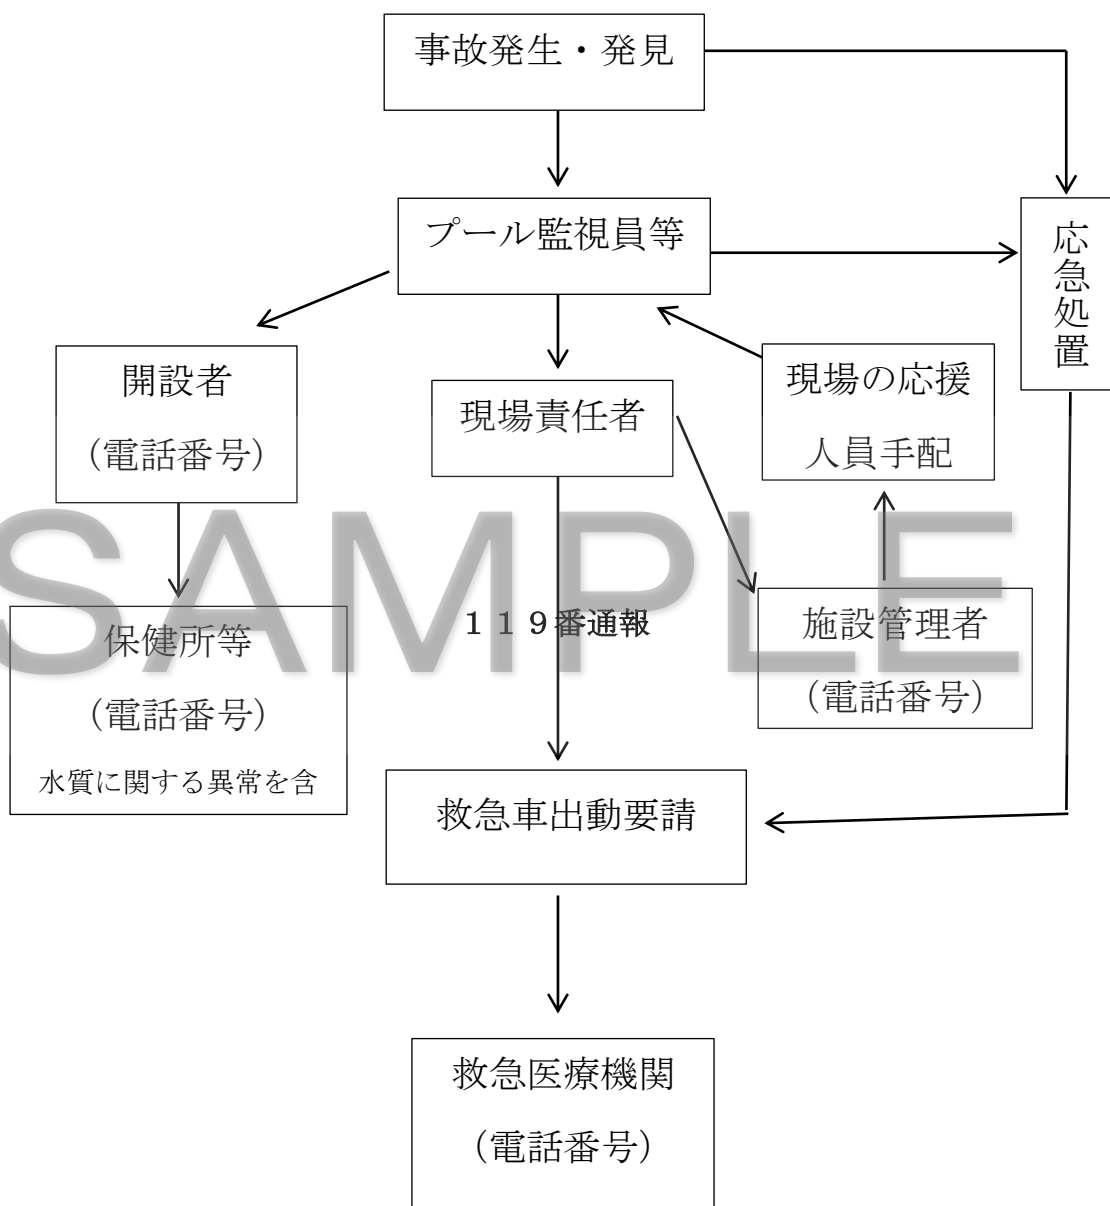 事故発生・発見
プール監視員等
応急処置
開設者
(電話番号)
現場責任者
現場の応援
人員手配
SAMPLE
保健所等
(電話番号)
水質に関する異常を含
119番通報
施設管理者
(電話番号)
救急車出動要請
救急医療機関
(電話番号)